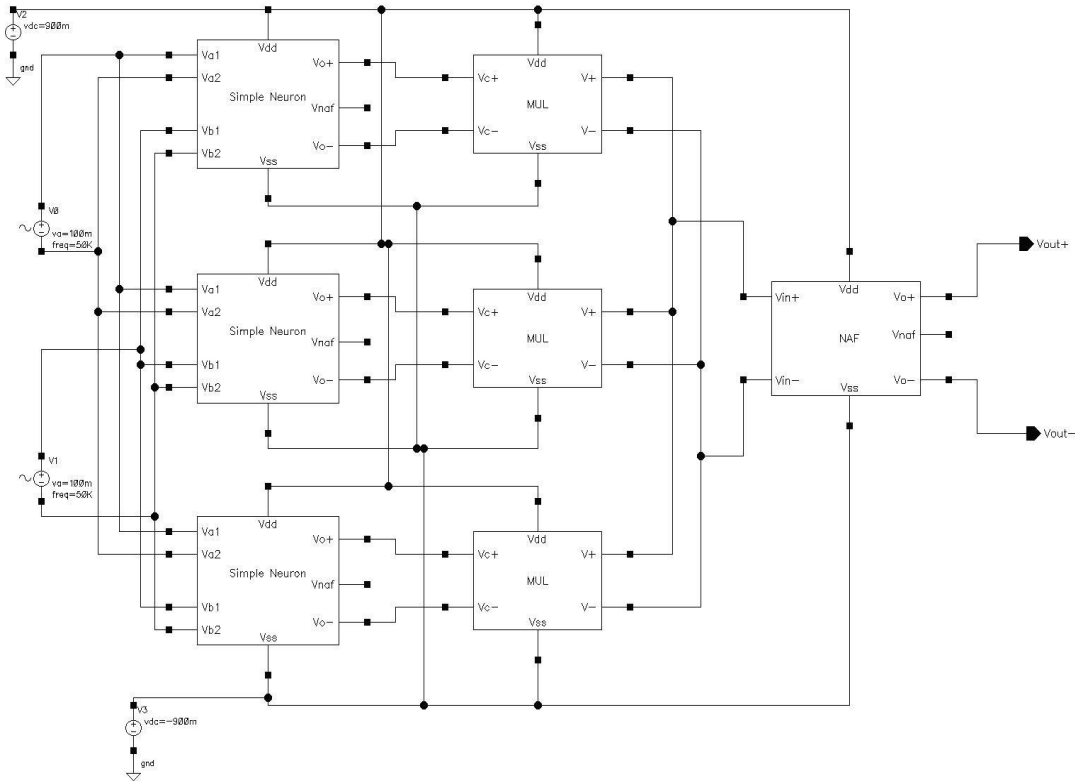 V2
vdc=900m
gnd
Vdd
Va1
Va2
Vb1
Vb2
Simple Neuron
Vo+
Vnaf
Vo-
Vss
Vdd
Vc+
Vc-
MUL
V+
V-
Vss
V0
va=100m
freq=50K
Vdd
Va1
Va2
Vb1
Vb2
Simple Neuron
Vo+
Vnaf
Vo-
Vss
Vdd
Vc+
Vc-
MUL
V+
V-
Vss
Vdd
Vin+
Vin-
NAF
Vo+
Vnaf
Vo-
Vss
Vout+
Vout-
V1
va=100m
freq=50K
Vdd
Va1
Va2
Vb1
Vb2
Simple Neuron
Vo+
Vnaf
Vo-
Vss
Vdd
Vc+
Vc-
MUL
V+
V-
Vss
V3
vdc=-900m
gnd